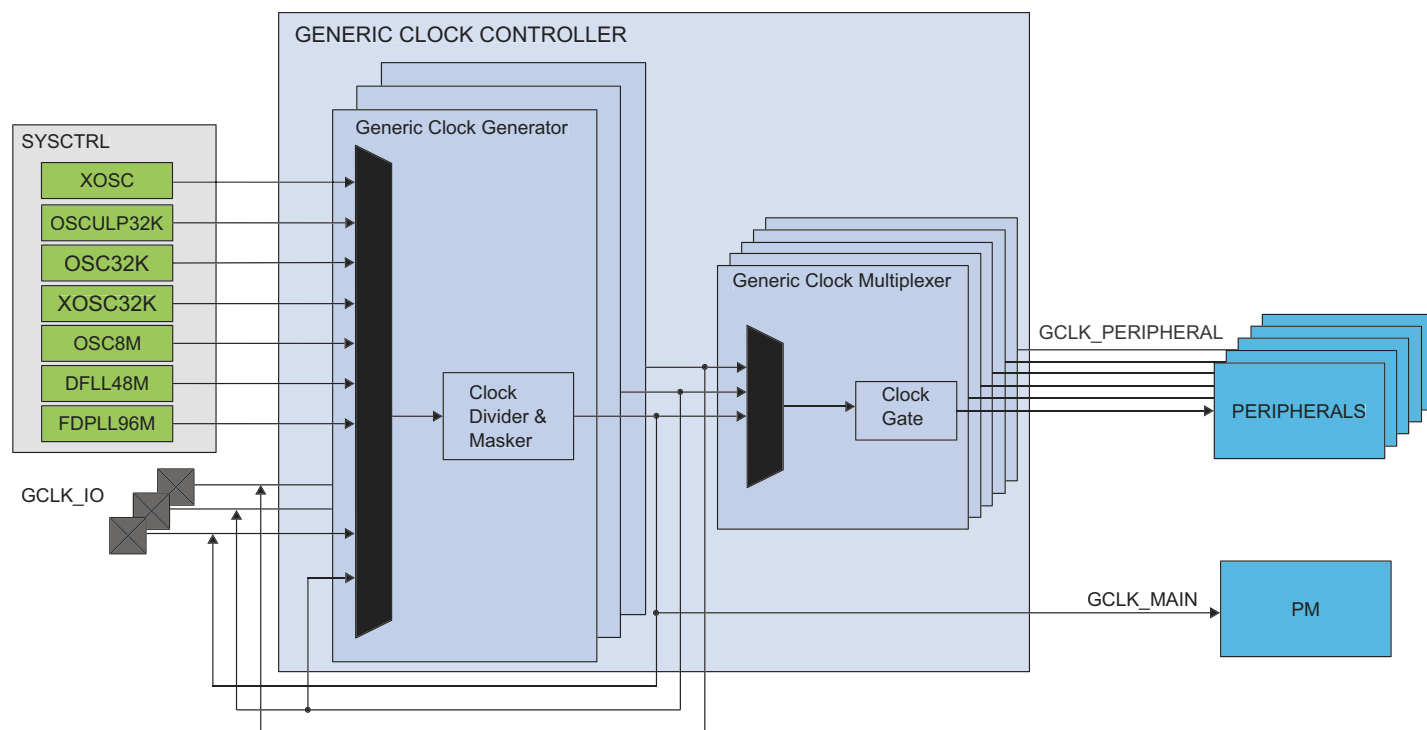 GENERIC CLOCK CONTROLLER
Generic Clock Generator
SYSCTRL
XOSC
OSCULP32K
OSC32K
XOSC32K
OSC8M
DFLL48M
FDPLL96M
GCLK_IO
Clock
Divider &
Masker
Generic Clock Multiplexer
Clock
Gate
GCLK_PERIPHERAL
PERIPHERALS
GCLK_MAIN
PM